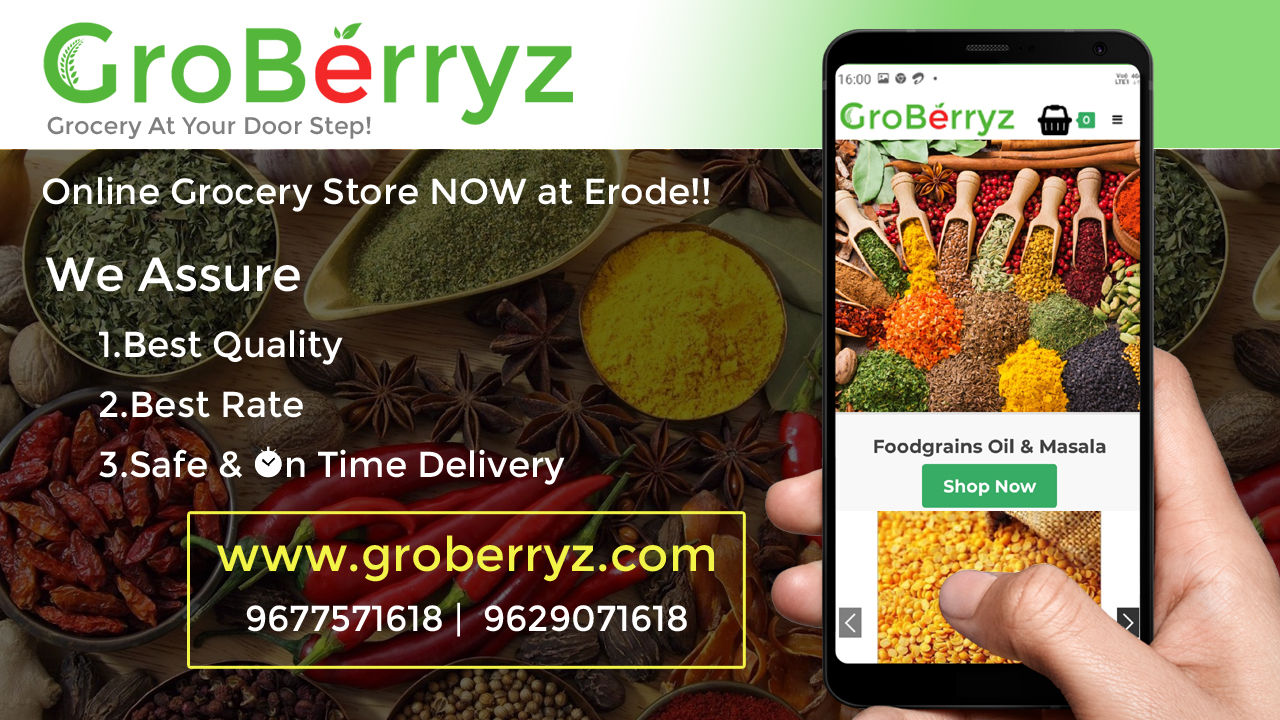 GroBerryz
Grocery At Your Door Step!
Online Grocery Store NOW at Erode!!
We Assure
1.Best Quality
2.Best Rate
3.Safe & On Time Delivery
www.groberryz.com
9677571618 | 9629071618
16:00
GroBerryz
0
Foodgrains Oil & Masala
Shop Now